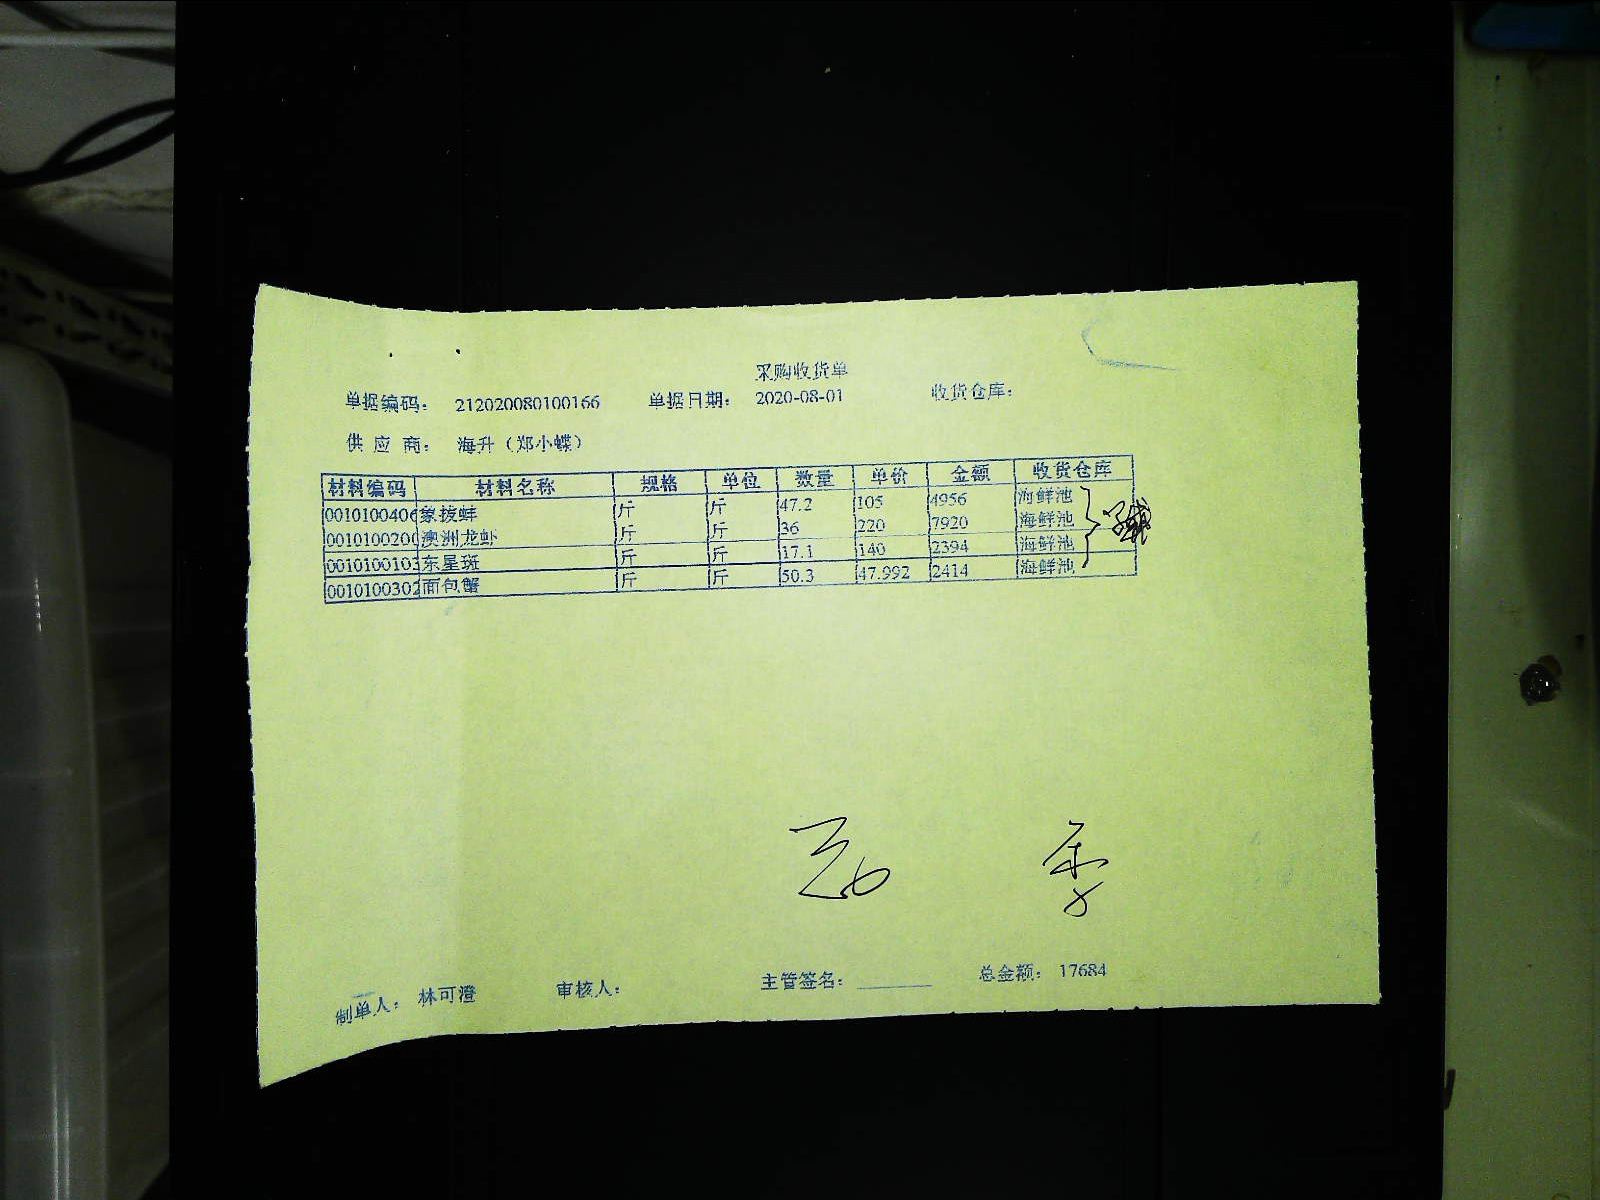 采购收货单
单据编码： 212020080100166 单据日期： 2020-08-01 收货仓库：
供应商： 海升（郑小蝶）
材料编码 材料名称 规格 单位 数量 单价 金额 收货仓库
0010100406 象拔蚌 斤 斤 47.2 105 4956 海鲜池
001010020 澳洲龙虾 斤 斤 36 220 7920 海鲜池
0010100103 东星斑 斤 斤 17.1 140 2394 海鲜池
0010100302 面包蟹 斤 斤 50.3 47.992 2414 海鲜池
制单人： 林可澄 审核人： 主管签名： 总金额： 17684